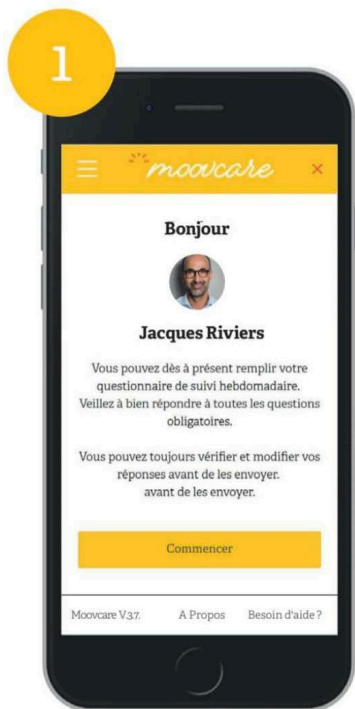 1
moovcare
Bonjour
Jacques Riviers
Vous pouvez dès à présent remplir votre
questionnaire de suivi hebdomadaire.
Veillez à bien répondre à toutes les questions
obligatoires.
Vous pouvez toujours vérifier et modifier vos
réponses avant de les envoyer.
avant de les envoyer.
Commencer
Moovcare V.3.7. A Propos Besoin d'aide ?